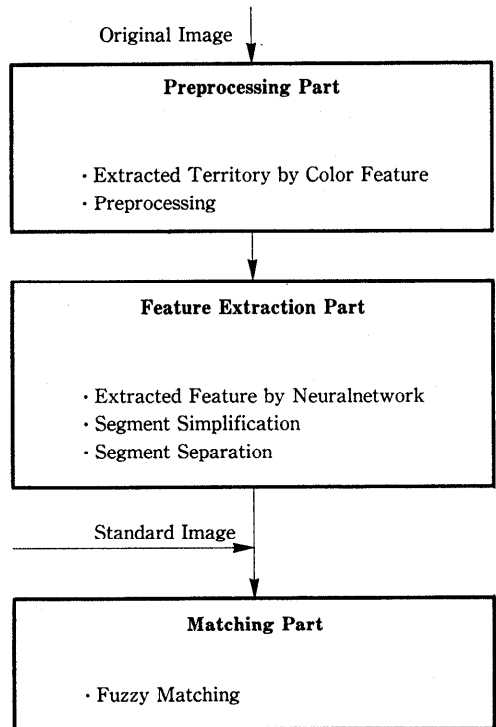 Original Image
Preprocessing Part
· Extracted Territory by Color Feature
· Preprocessing
Feature Extraction Part
· Extracted Feature by Neuralnetwork
· Segment Simplification
· Segment Separation
Standard Image
Matching Part
· Fuzzy Matching